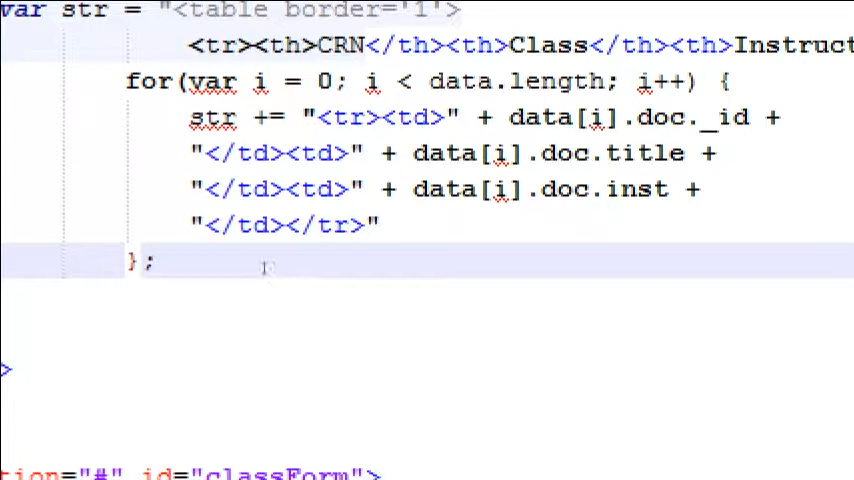 var str = "<table border='1'>
<tr><th>CRN</th><th>Class</th><th>Instruct
for(var i = 0; i < data.length; i++) {
str += "<tr><td>" + data[i].doc._id +
"</td><td>" + data[i].doc.title +
"</td><td>" + data[i].doc.inst +
"</td></tr>"
};
>
tion="#" id="classForm">